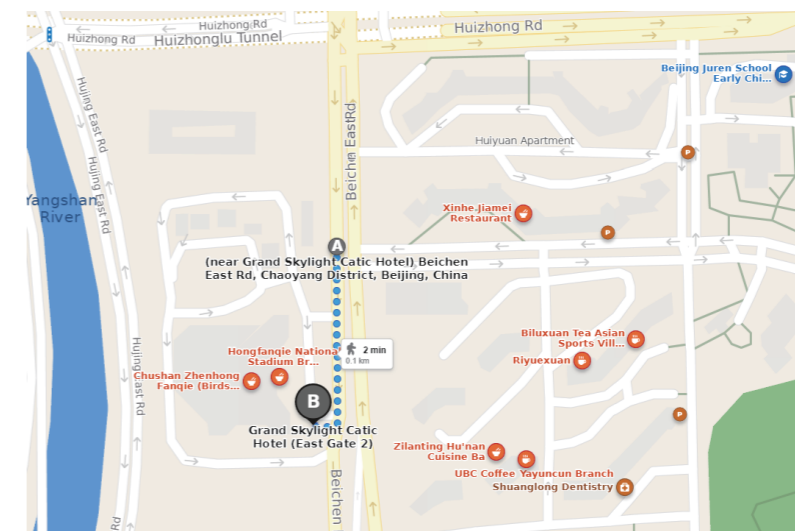 Huizhong Rd
Huizhong Rd
Huizhonglu Tunnel
Huizhong Rd
Beijing Juren School
Early Chi...
P
Hujing East Rd
Hujing East Rd
Beichen East Rd
Huiyuan Apartment
Yangshan
River
Xinhe Jiamei
Restaurant
P
A
(near Grand Skylight Catic Hotel) Beichen
East Rd, Chaoyang District, Beijing, China
Biluxuan Tea Asian
Sports Vill...
Riyuexuan
2 min
0.1 km
Hongfanqie National
Stadium Br...
Chushan Zhenhong
Fanqie (Birds...
Hujing East Rd
B
Grand Skylight Catic
Hotel (East Gate 2)
P
Zilanting Hu'nan
Cuisine Ba
UBC Coffee Yayuncun Branch
Shuanglong Dentistry
Beichen
Rd